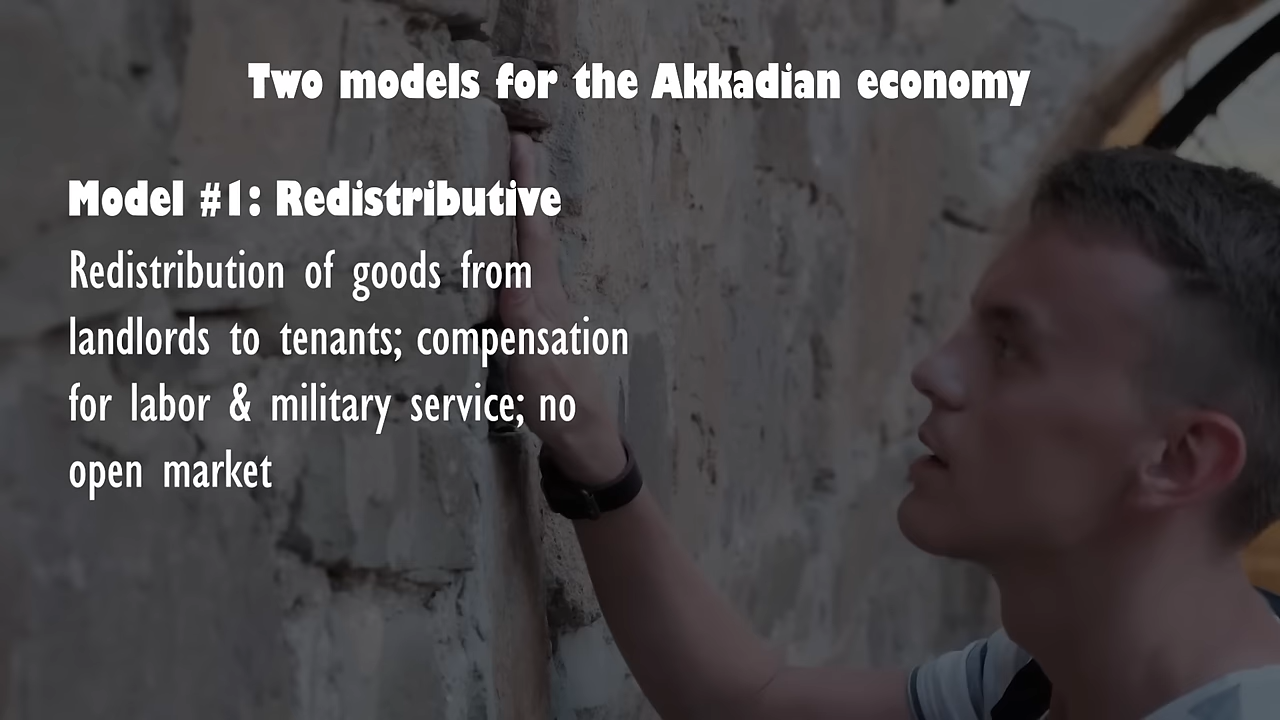 Two models for the Akkadian economy
Model #1: Redistributive
Redistribution of goods from
landlords to tenants; compensation
for labor & military service; no
open market